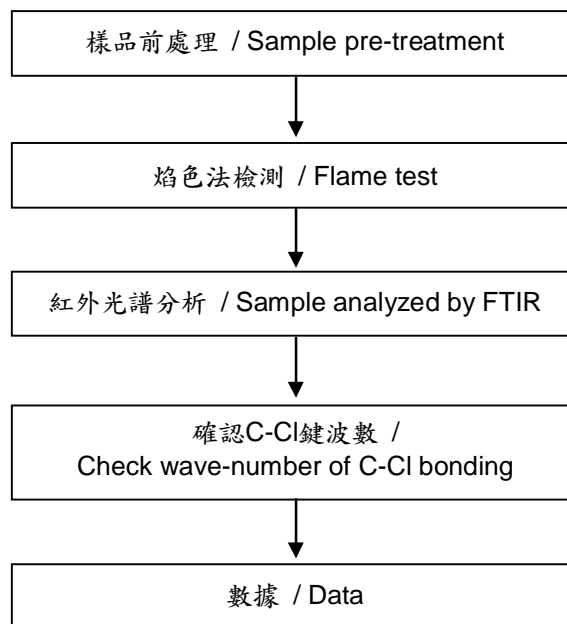 樣品前處理 / Sample pre-treatment
焰色法檢測 / Flame test
紅外光譜分析 / Sample analyzed by FTIR
確認C-Cl鍵波數 /
Check wave-number of C-Cl bonding
數據 / Data